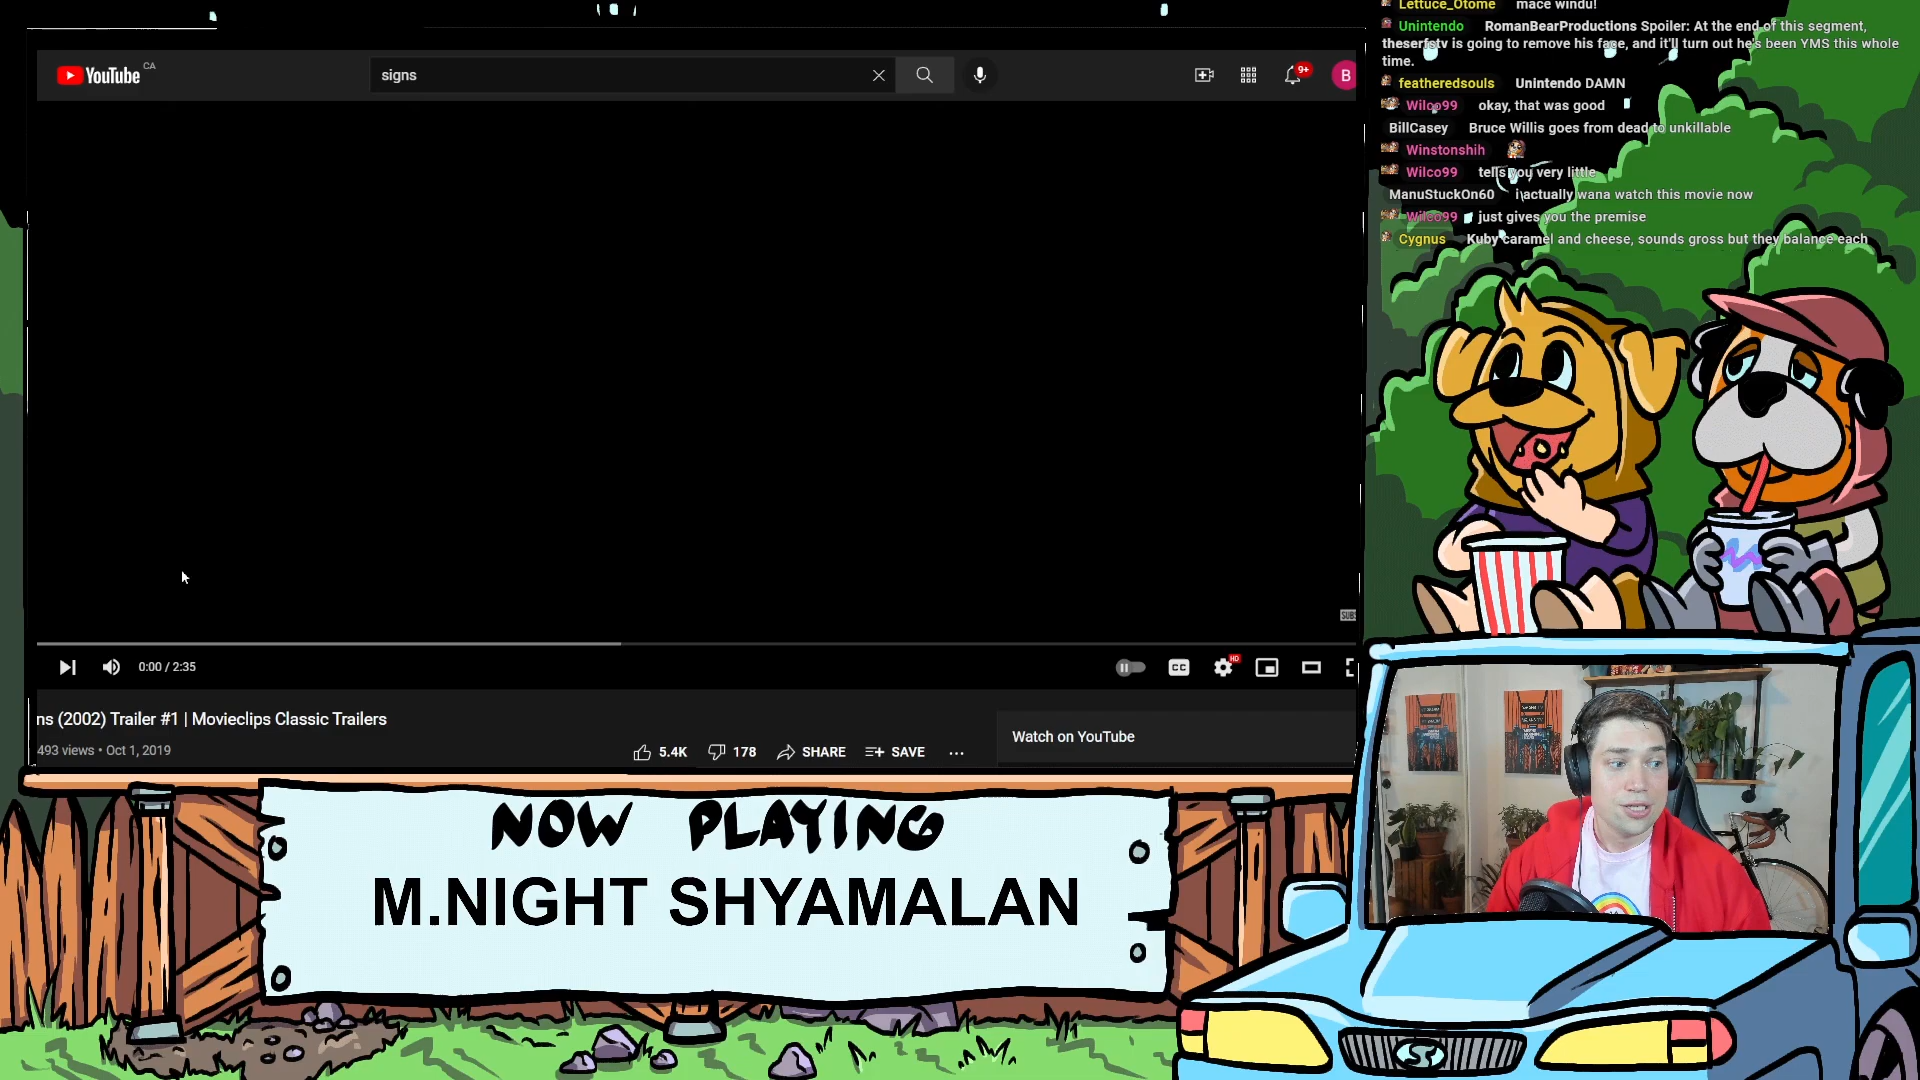 Lettuce_Otome mace windu!
Unintendo RomanBearProductions Spoiler: At the end of this segment,
theserfstv is going to remove his face, and it'll turn out he's been YMS this whole
time.
featheredsouls Unintendo DAMN
Wilco99 okay, that was good
BillCasey Bruce Willis goes from dead to unkillable
Winstonshih
Wilco99 tells you very little
ManuStuckOn60 i actually wana watch this movie now
Wilco99 just gives you the premise
Cygnus Kuby caramel and cheese, sounds gross but they balance each
YouTube CA
signs
9+
B
0:00 / 2:35
CC
HD
ns (2002) Trailer #1 | Movieclips Classic Trailers
493 views • Oct 1, 2019
5.4K
178
SHARE
SAVE
Watch on YouTube
NOW PLAYING
M.NIGHT SHYAMALAN